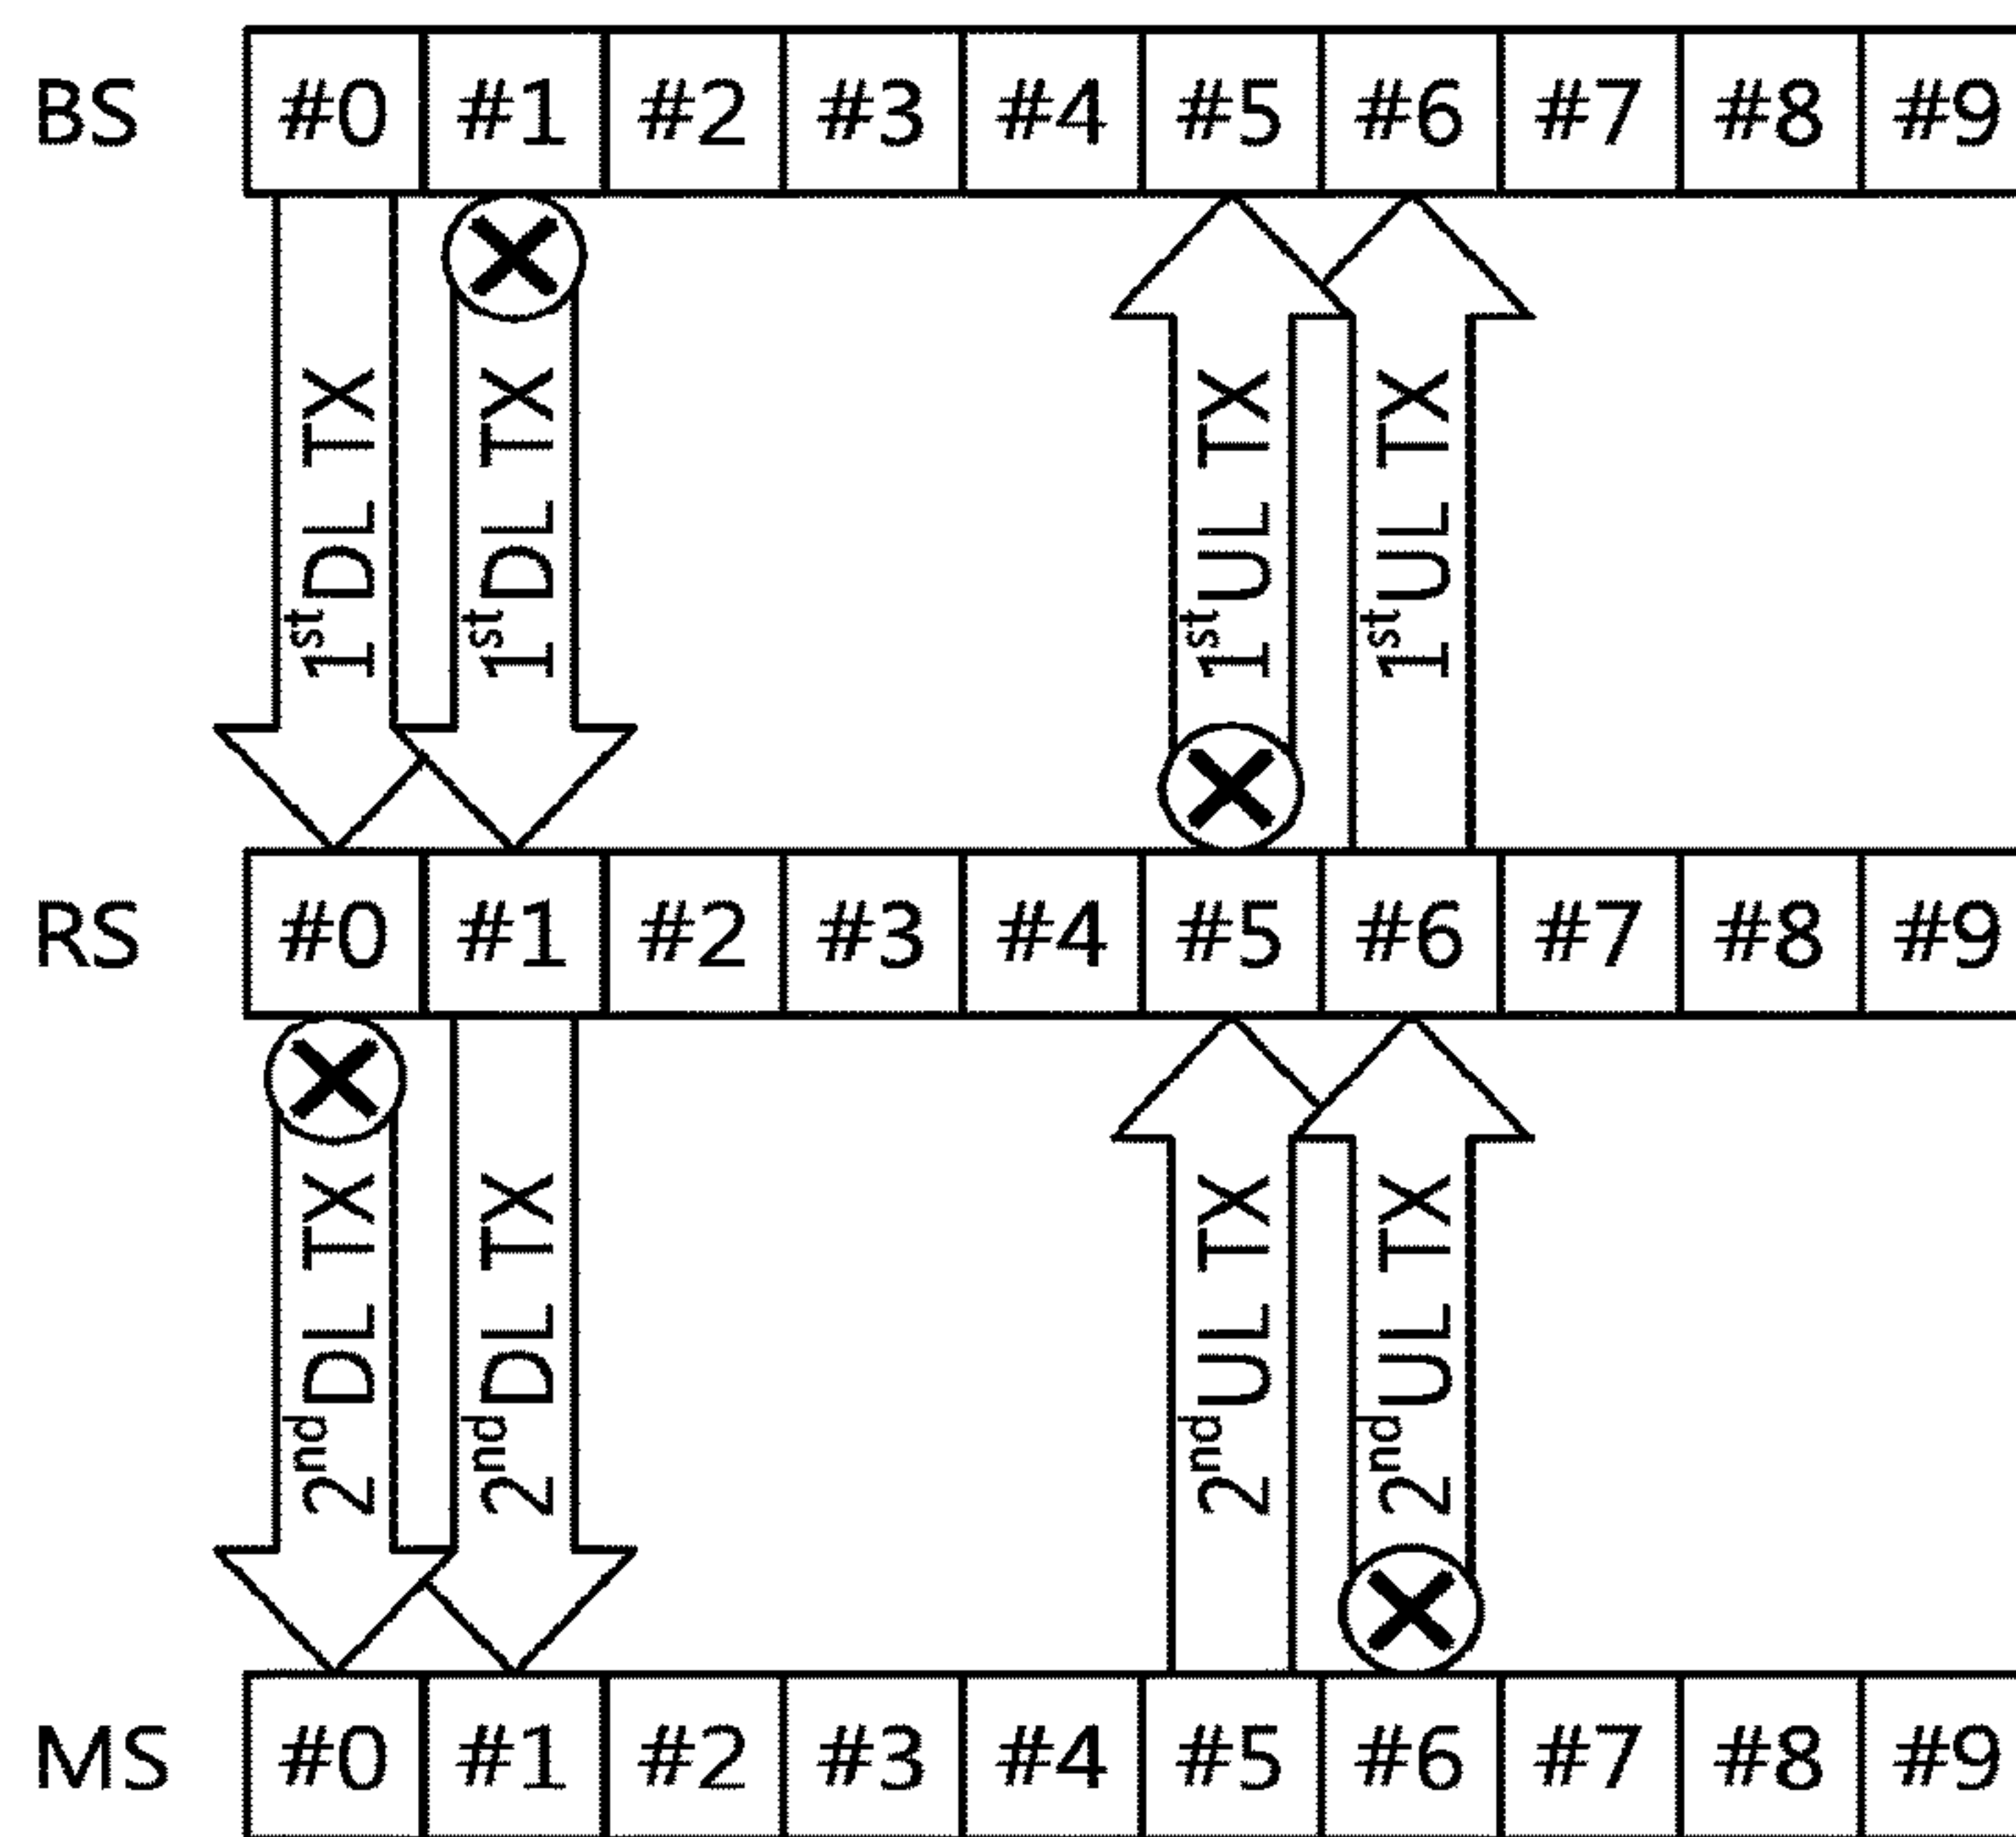 BS #0 #1 #2 #3 #4 #5 #6 #7 #8 #9
1st DL TX
1st DL TX
1st UL TX
1st UL TX
RS #0 #1 #2 #3 #4 #5 #6 #7 #8 #9
2nd DL TX
2nd DL TX
2nd UL TX
2nd UL TX
MS #0 #1 #2 #3 #4 #5 #6 #7 #8 #9